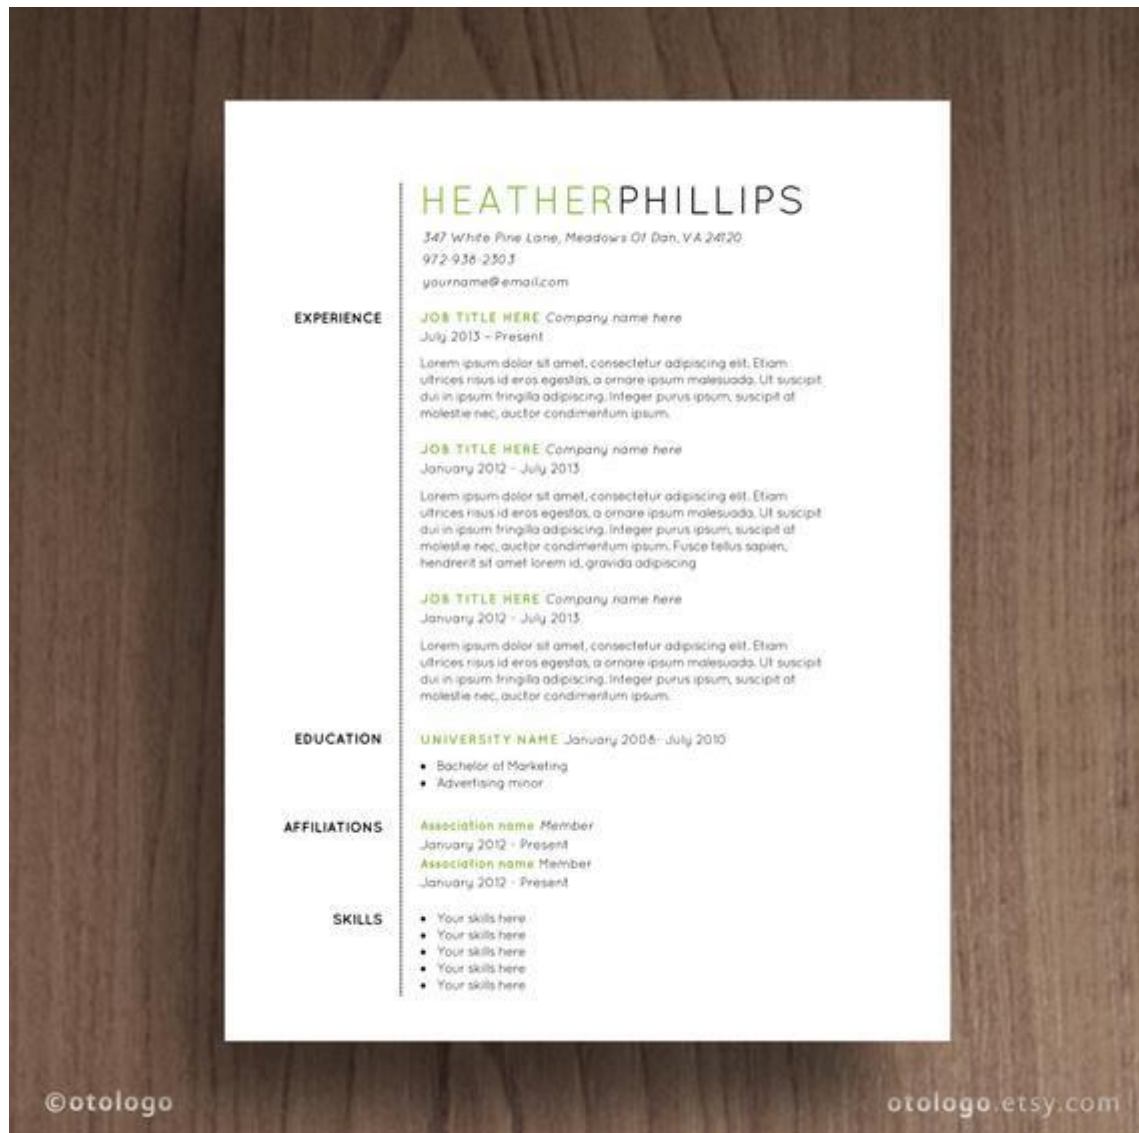 HEATHERPHILLIPS
347 White Pine Lane, Meadows Of Dan, VA 24120
972-938-2303
yourname@email.com
EXPERIENCE
JOB TITLE HERE Company name here
July 2013 – Present
Lorem ipsum dolor sit amet, consectetur adipiscing elit. Etiam
ultrices risus id eros egestas, a ornare ipsum malesuada. Ut suscipit
dui in ipsum fringilla adipiscing. Integer purus ipsum, suscipit at
molestie nec, auctor condimentum ipsum.
JOB TITLE HERE Company name here
January 2012 - July 2013
Lorem ipsum dolor sit amet, consectetur adipiscing elit. Etiam
ultrices risus id eros egestas, a ornare ipsum malesuada. Ut suscipit
dui in ipsum fringilla adipiscing. Integer purus ipsum, suscipit at
molestie nec, auctor condimentum ipsum. Fusce tellus sapien,
hendrerit sit amet lorem id, gravida adipiscing
JOB TITLE HERE Company name here
January 2012 - July 2013
Lorem ipsum dolor sit amet, consectetur adipiscing elit. Etiam
ultrices risus id eros egestas, a ornare ipsum malesuada. Ut suscipit
dui in ipsum fringilla adipiscing. Integer purus ipsum, suscipit at
molestie nec, auctor condimentum ipsum.
EDUCATION
UNIVERSITY NAME January 2008- July 2010
• Bachelor of Marketing
• Advertising minor
AFFILIATIONS
Association name Member
January 2012 - Present
Association name Member
January 2012 - Present
SKILLS
• Your skills here
• Your skills here
• Your skills here
• Your skills here
• Your skills here
©otologo
otologo.etsy.com